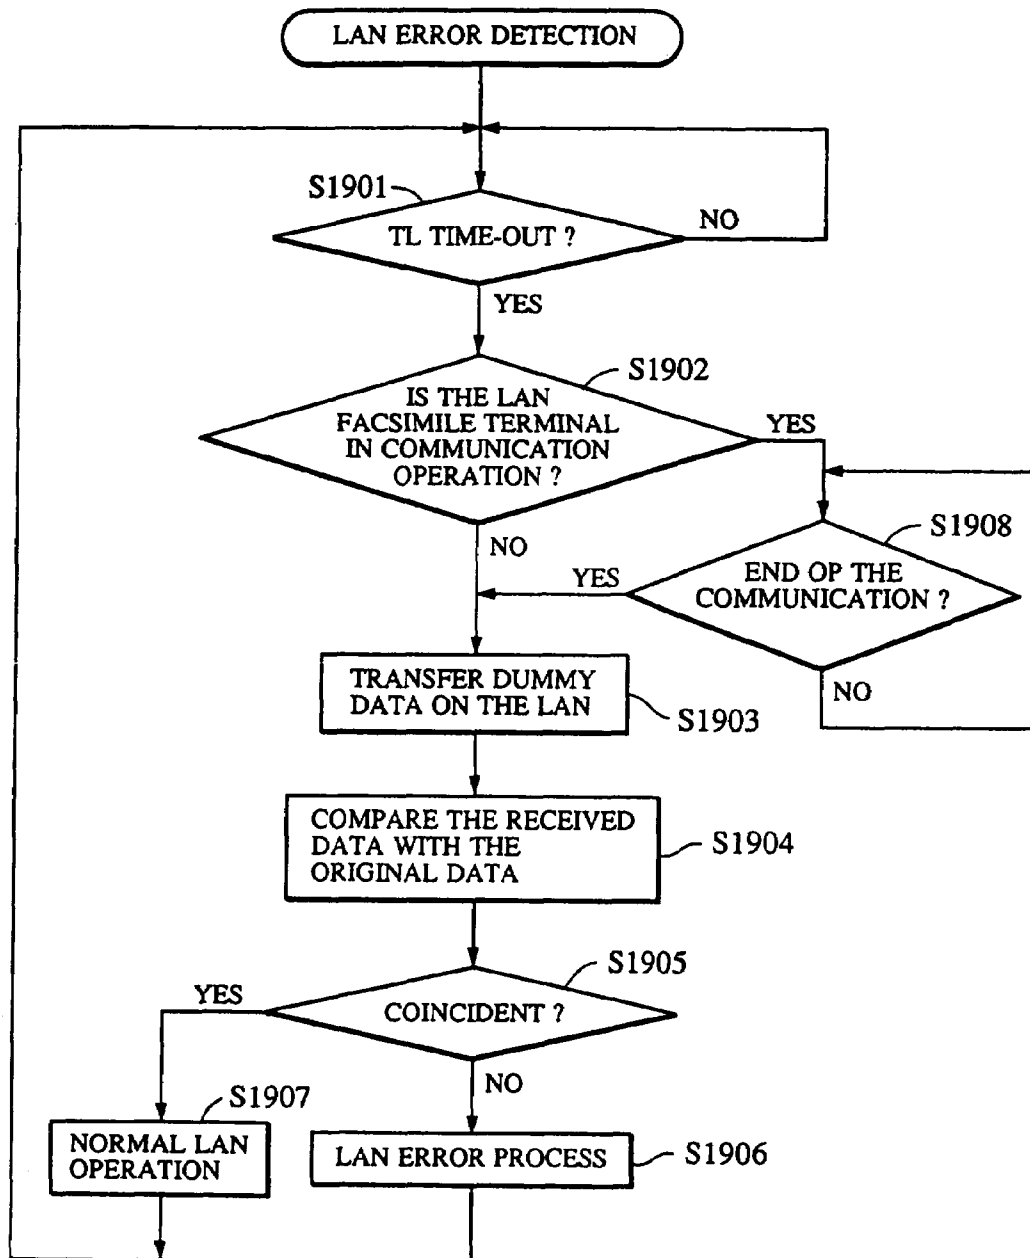 LAN ERROR DETECTION
S1901
TL TIME-OUT ?
NO
YES
S1902
IS THE LAN
FACSIMILE TERMINAL
IN COMMUNICATION
OPERATION ?
YES
NO
S1908
YES
END OP THE
COMMUNICATION ?
NO
TRANSFER DUMMY
DATA ON THE LAN
S1903
COMPARE THE RECEIVED
DATA WITH THE
ORIGINAL DATA
S1904
S1905
YES
COINCIDENT ?
NO
S1907
NORMAL LAN
OPERATION
LAN ERROR PROCESS
S1906